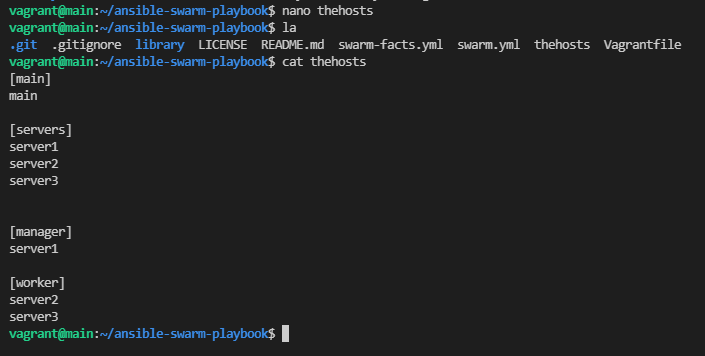 vagrant@main:~/ansible-swarm-playbook$ nano thehosts
vagrant@main:~/ansible-swarm-playbook$ la
.git .gitignore library LICENSE README.md swarm-facts.yml swarm.yml thehosts Vagrantfile
vagrant@main:~/ansible-swarm-playbook$ cat thehosts
[main]
main
[servers]
server1
server2
server3
[manager]
server1
[worker]
server2
server3
vagrant@main:~/ansible-swarm-playbook$